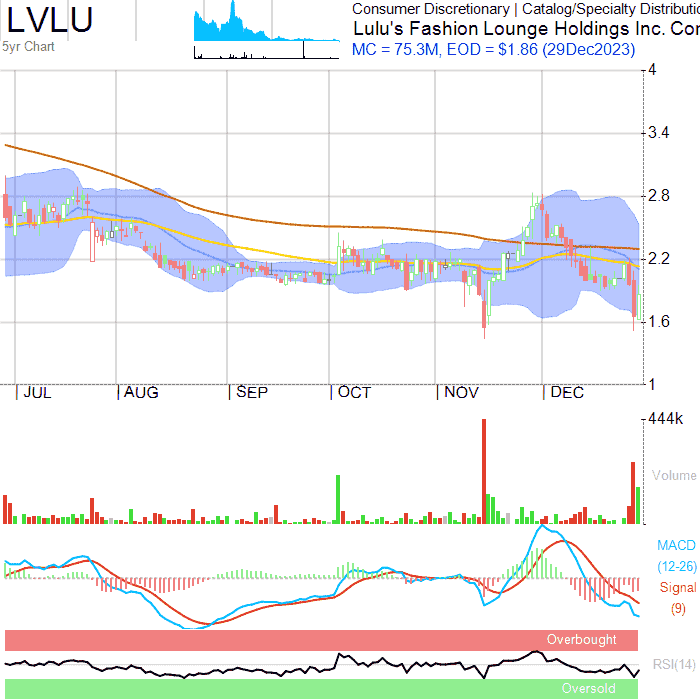 LVLU
5yr Chart
Consumer Discretionary | Catalog/Specialty Distributio
Lulu's Fashion Lounge Holdings Inc. Cor
MC = 75.3M, EOD = $1.86 (29Dec2023)
4
3.4
2.8
2.2
1.6
1
JUL AUG SEP OCT NOV DEC
444k
Volume
MACD
(12-26)
Signal
(9)
Overbought
RSI(14)
Oversold